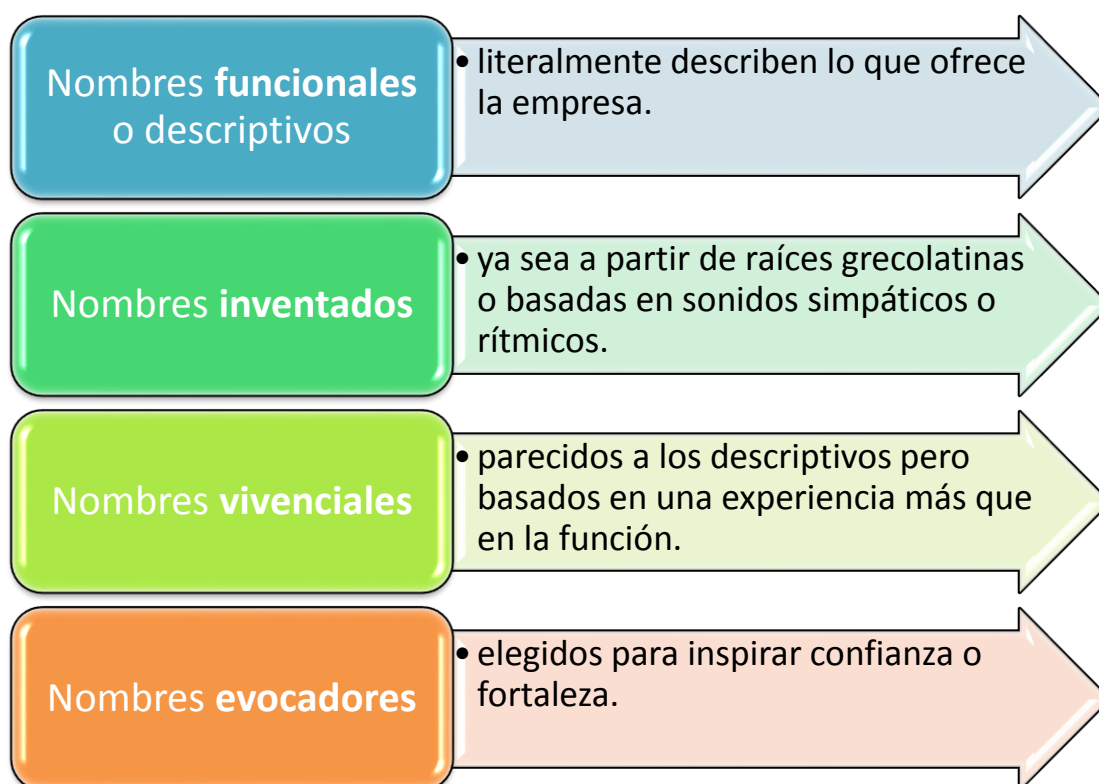 Nombres funcionales
o descriptivos
• literalmente describen lo que ofrece
la empresa.
Nombres inventados
• ya sea a partir de raíces grecolatinas
o basadas en sonidos simpáticos o
rítmicos.
Nombres vivenciales
• parecidos a los descriptivos pero
basados en una experiencia más que
en la función.
Nombres evocadores
• elegidos para inspirar confianza o
fortaleza.